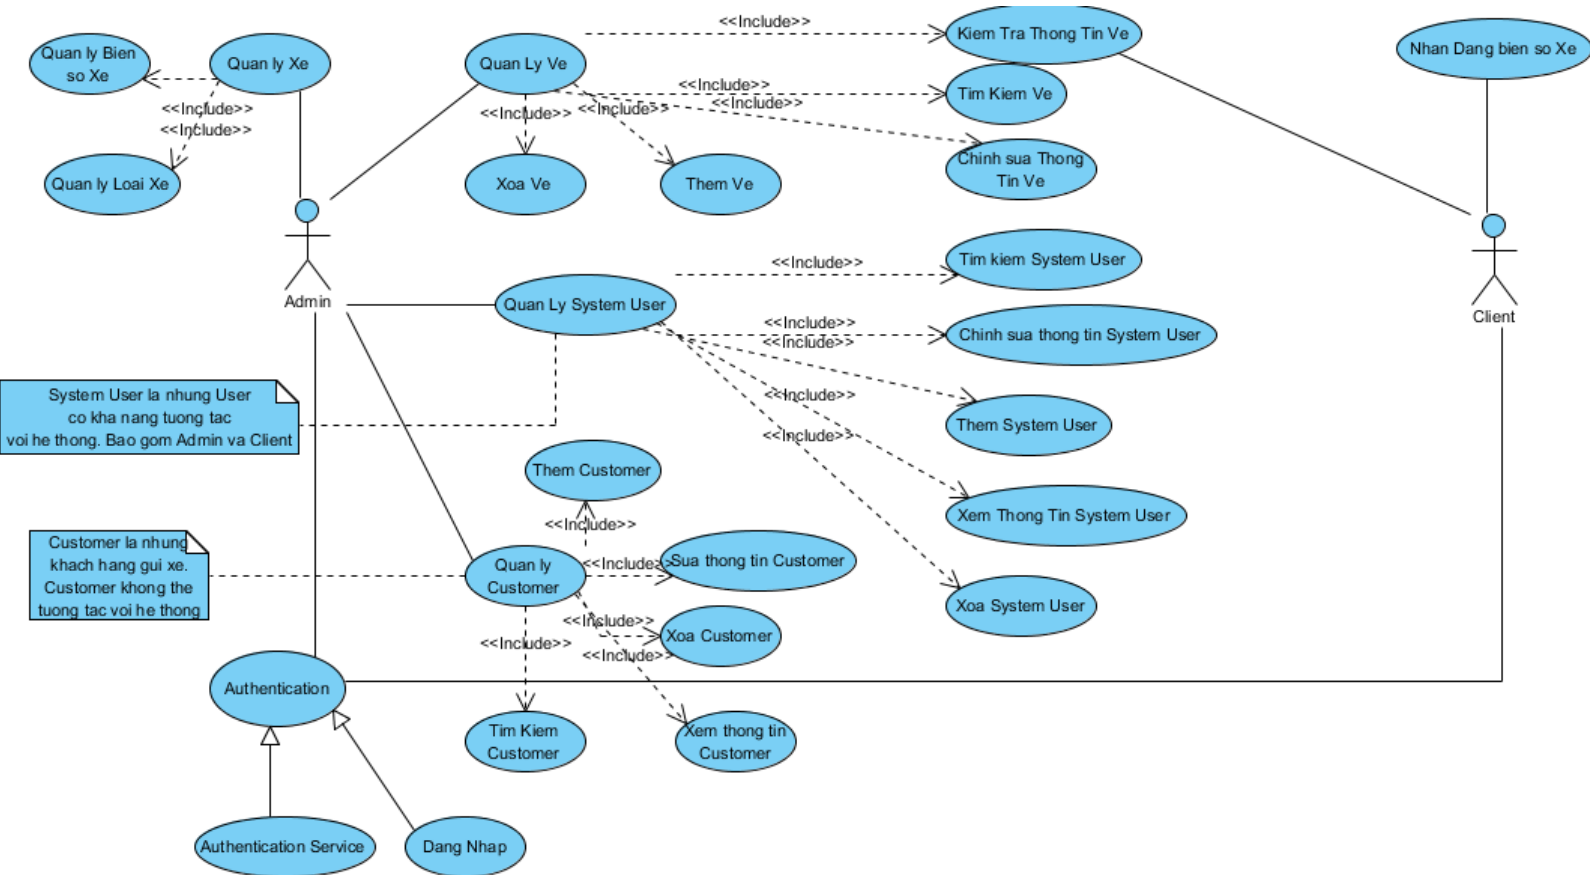 <<Include>>
Kiem Tra Thong Tin Ve
Quan ly Bien
so Xe
Quan ly Xe
Quan Ly Ve
Nhan Dang bien so Xe
<<Include>>
Tim Kiem Ve
<<Include>>
<<Include>>
<<Include>>
<<Include>>
<<Include>>
Quan ly Loai Xe
Xoa Ve
Them Ve
Chinh sua Thong
Tin Ve
<<Include>>
Tim kiem System User
Admin
Quan Ly System User
Client
<<Include>>
<<Include>>
Chinh sua thong tin System User
System User la nhung User
co kha nang tuong tac
voi he thong. Bao gom Admin va Client
<<Include>>
Them System User
<<Include>>
Them Customer
Xem Thong Tin System User
<<Include>>
Customer la nhung
khach hang gui xe.
Customer khong the
tuong tac voi he thong
Quan ly
Customer
<<Include>>
Sua thong tin Customer
Xoa System User
<<Include>>
Xoa Customer
<<Include>>
<<Include>>
Authentication
Tim Kiem
Customer
Xem thong tin
Customer
Authentication Service
Dang Nhap